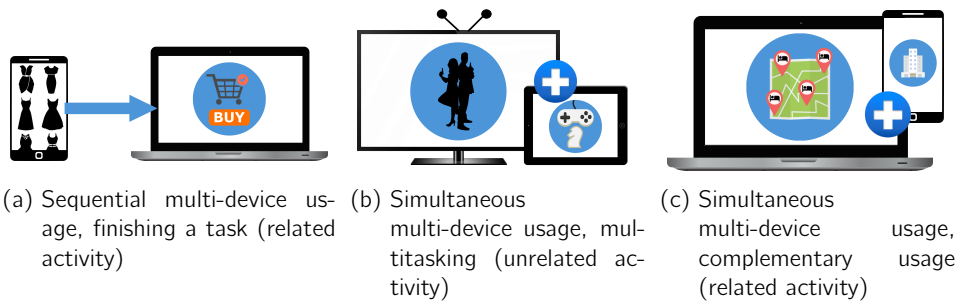 BUY
(a) Sequential multi-device us-
age, finishing a task (related
activity)
(b) Simultaneous
multi-device usage, mul-
titasking (unrelated ac-
tivity)
(c) Simultaneous
multi-device usage,
complementary usage
(related activity)